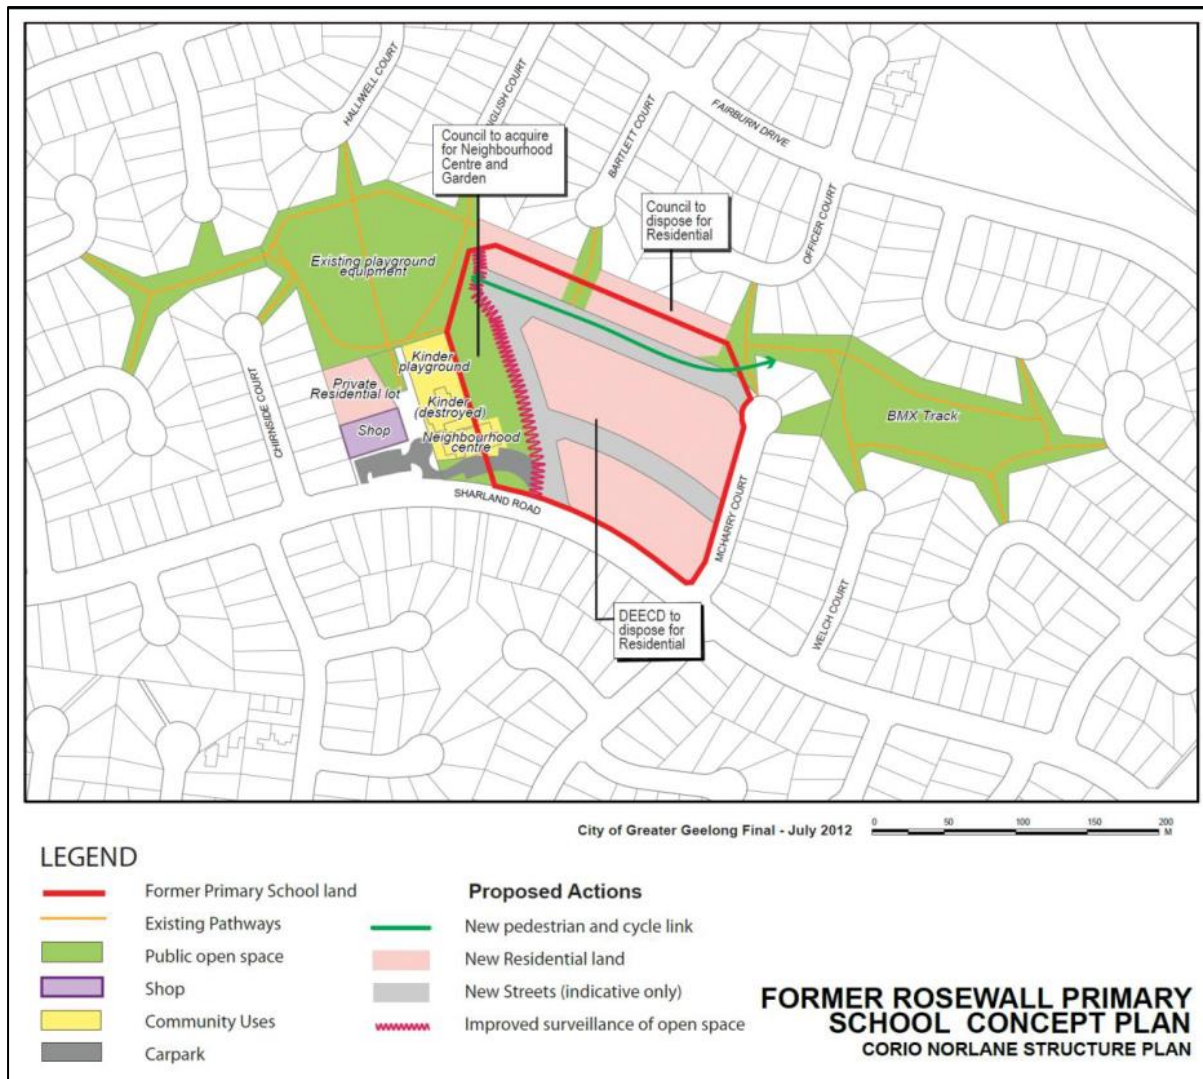 HALLIWELL COURT
NGLISH COURT
BARTLETT COURT
FAIRBURN DRIVE
OFFICER COURT
Council to acquire
for Neighbourhood
Centre and
Garden
Council to
dispose for
Residential
Existing playground
equipment
Kinder
playground
Private
Residential lot
Kinder
(destroyed)
Shop
Neighbourhood
centre
BMX Track
CHIRNSIDE COURT
SHARLAND ROAD
MCHARRY COURT
WELCH COURT
DEECD to
dispose for
Residential
City of Greater Geelong Final - July 2012
0 50 100 150 200
M
LEGEND
Former Primary School land
Existing Pathways
Public open space
Shop
Community Uses
Carpark
Proposed Actions
New pedestrian and cycle link
New Residential land
New Streets (indicative only)
Improved surveillance of open space
FORMER ROSEWALL PRIMARY
SCHOOL CONCEPT PLAN
CORIO NORLANE STRUCTURE PLAN